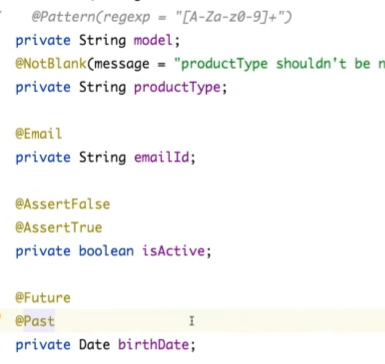 @Pattern(regexp = "[A-Za-z0-9]+")
private String model;
@NotBlank(message = "productType shouldn't be n
private String productType;
@Email
private String emailId;
@AssertFalse
@AssertTrue
private boolean isActive;
@Future
@Past
private Date birthDate;